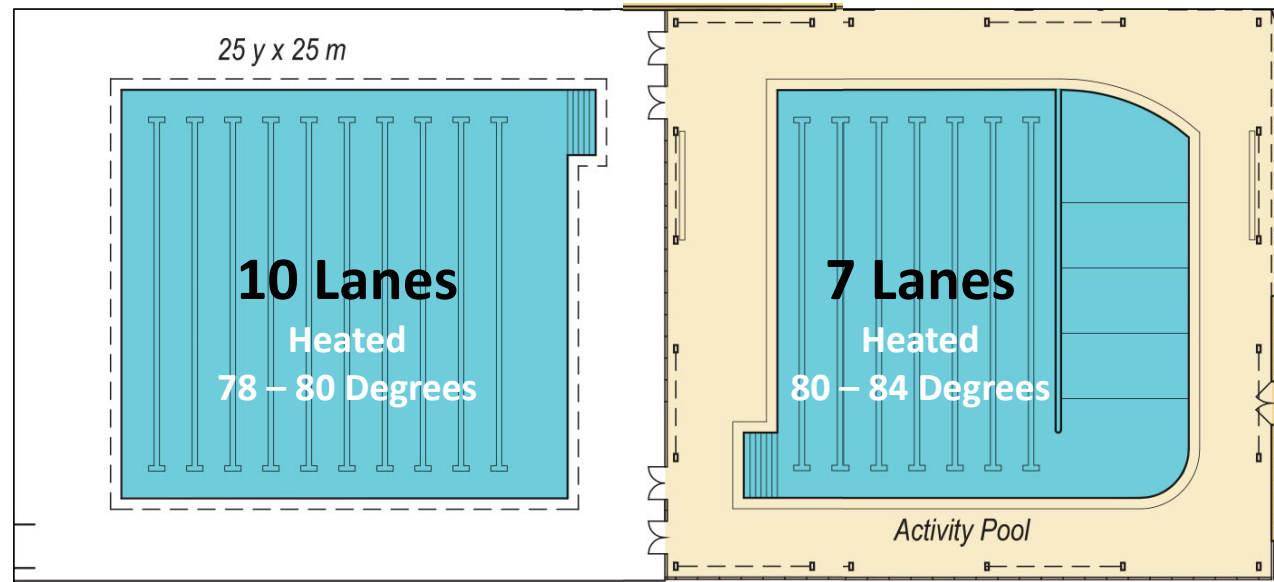 25 y x 25 m
10 Lanes
Heated
78 – 80 Degrees
7 Lanes
Heated
80 – 84 Degrees
Activity Pool